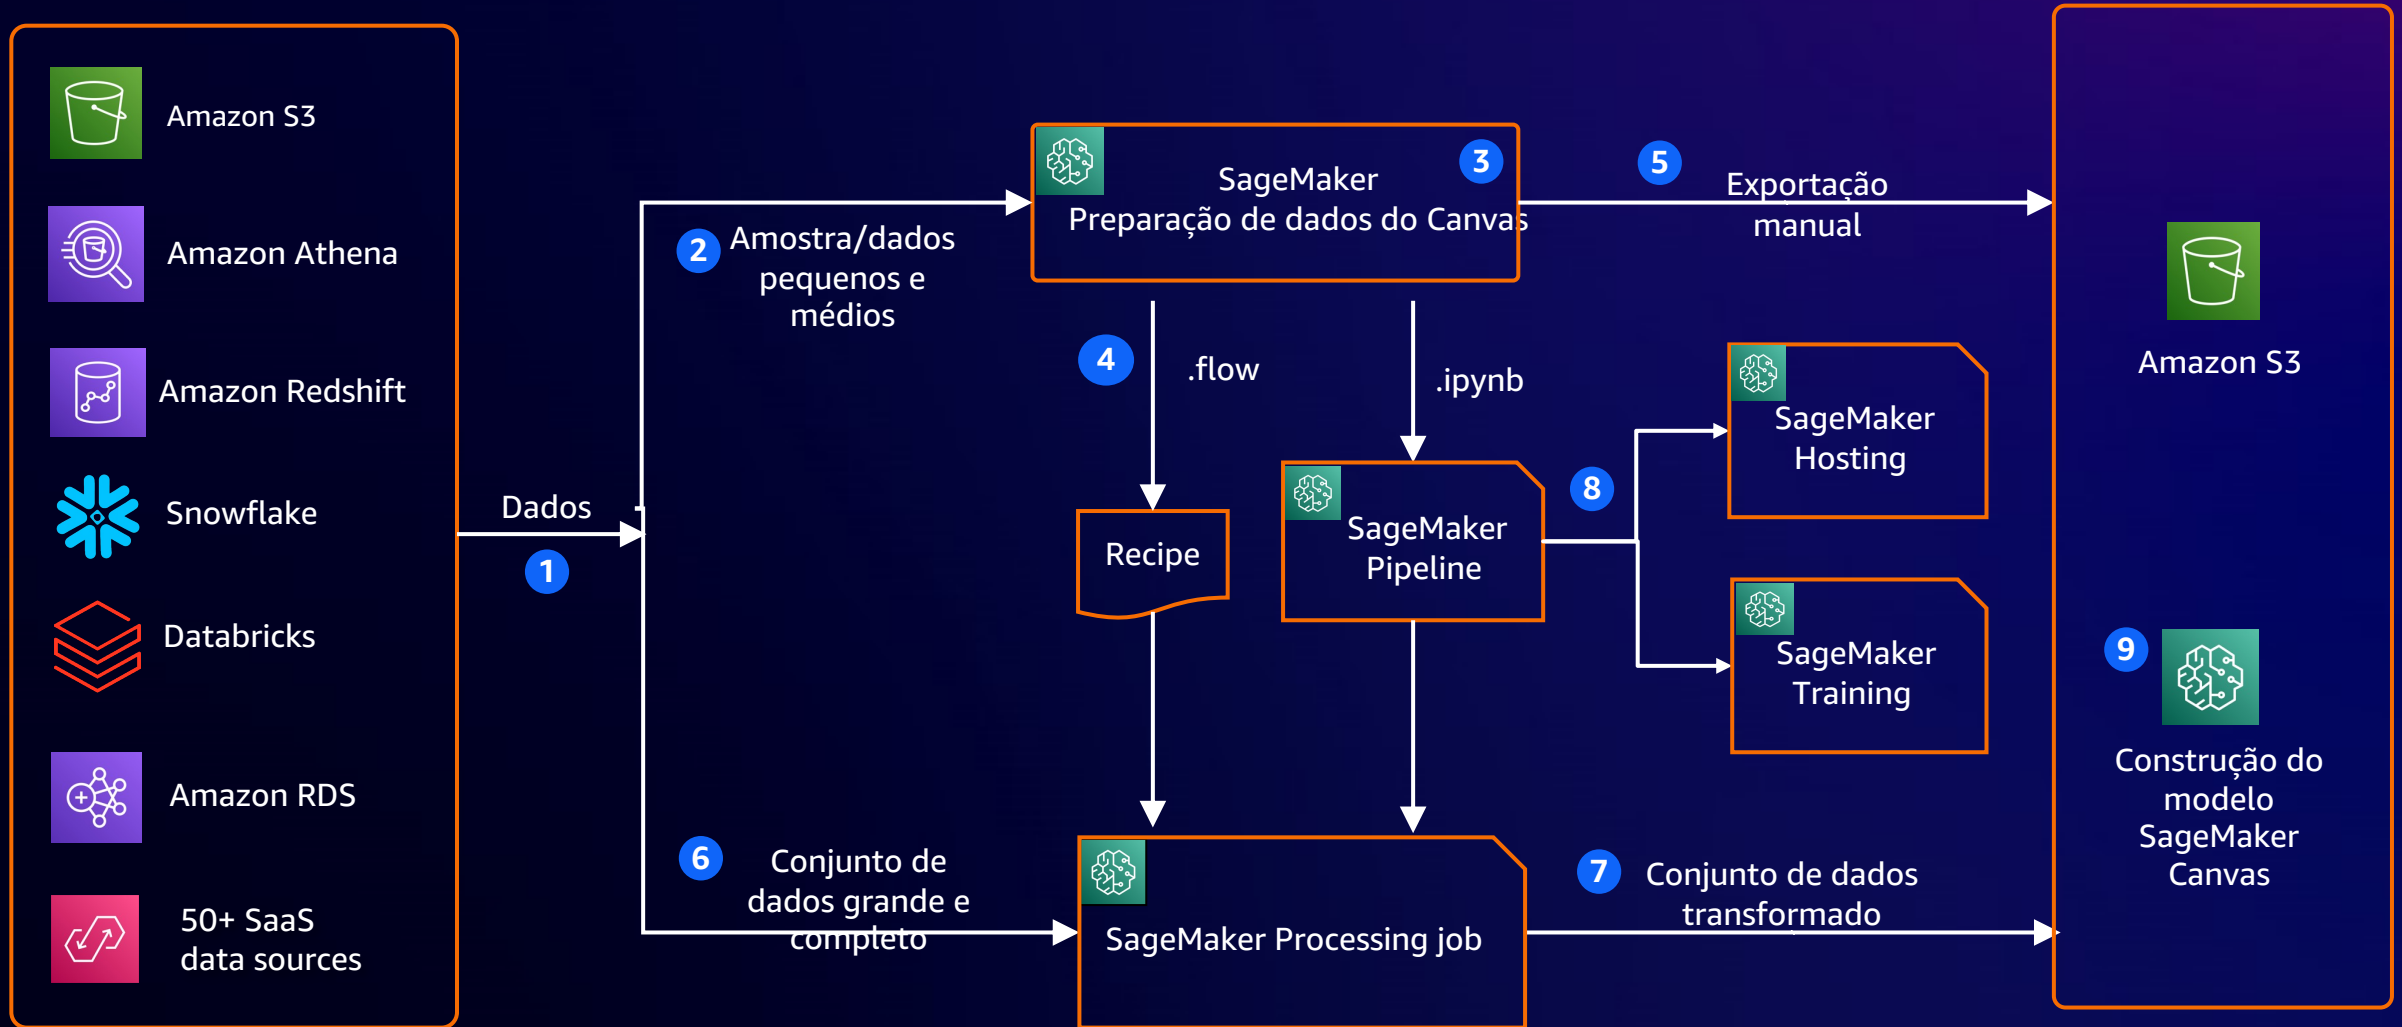 Amazon S3
Amazon Athena
Amazon Redshift
Snowflake
Databricks
Amazon RDS
50+ SaaS
data sources
Dados
1
2
Amostra/dados
pequenos e
médios
SageMaker
Preparação de dados do Canvas
3
4
.flow
.ipynb
5
Exportação
manual
Recipe
SageMaker
Pipeline
8
SageMaker
Hosting
SageMaker
Training
6
Conjunto de
dados grande e
completo
SageMaker Processing job
7
Conjunto de dados
transformado
Amazon S3
9
Construção do
modelo
SageMaker
Canvas